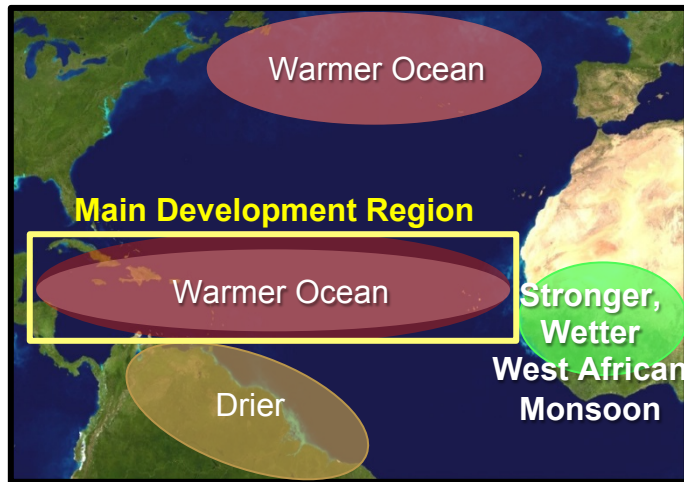 Warmer Ocean
Main Development Region
Warmer Ocean
Stronger,
Wetter
West African
Monsoon
Drier